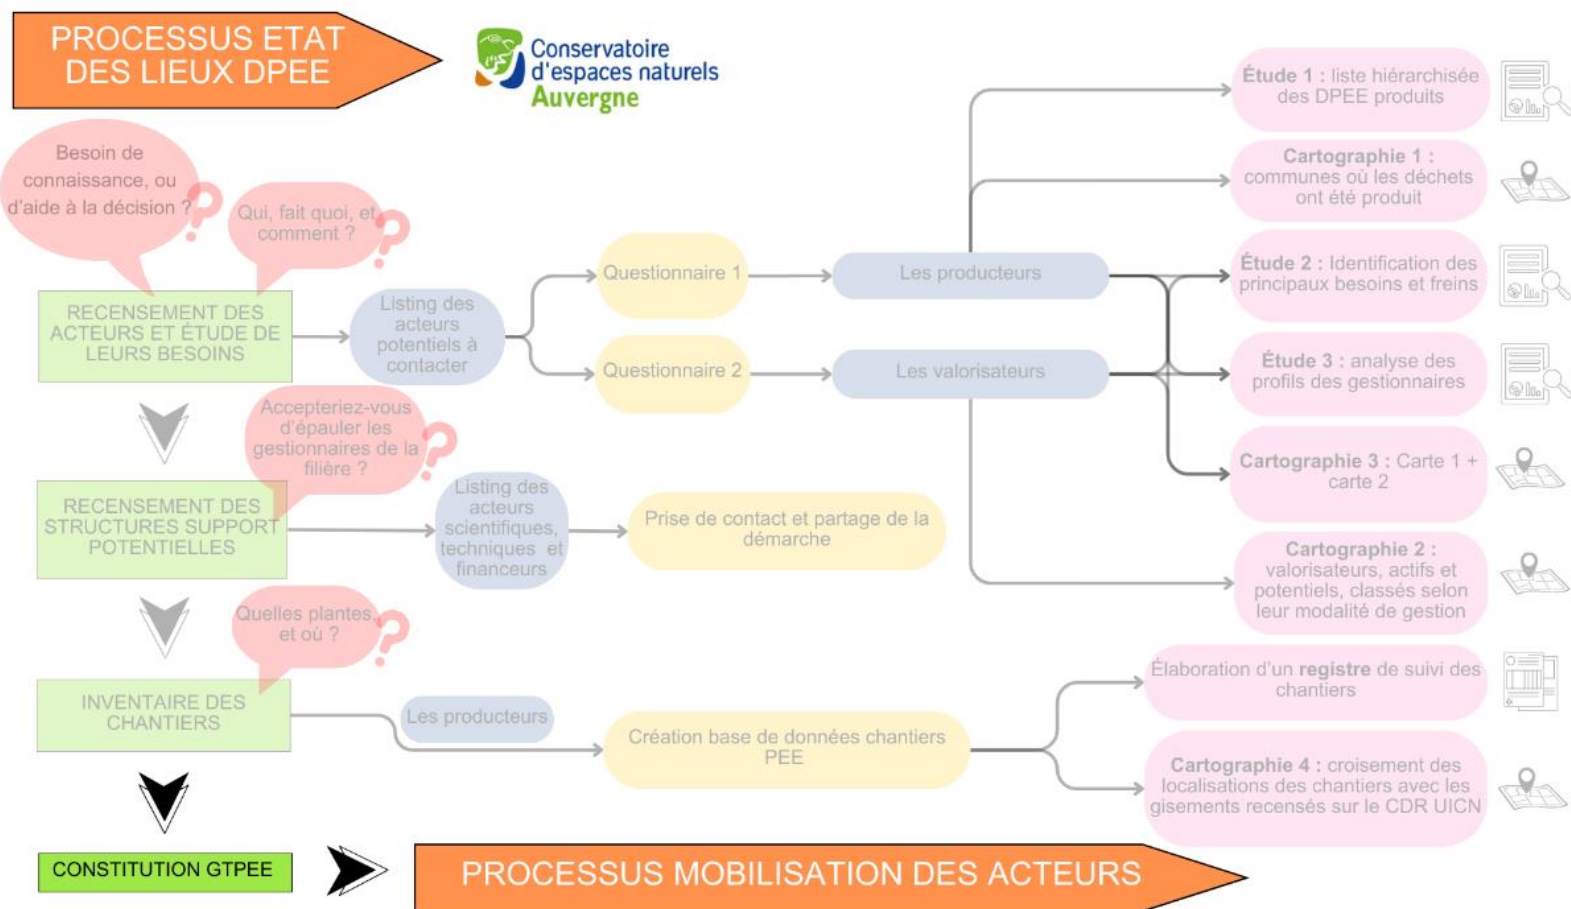 PROCESSUS ETAT
DES LIEUX DPEE
Conservatoire
d'espaces naturels
Auvergne
Besoin de
connaissance, ou
d'aide à la décision ?
?
Qui, fait quoi, et
comment ?
?
RECENSEMENT DES
ACTEURS ET ÉTUDE DE
LEURS BESOINS
Listing des
acteurs
potentiels à
contacter
Questionnaire 1
Questionnaire 2
Les producteurs
Les valorisateurs
Étude 1 : liste hiérarchisée
des DPEE produits
Cartographie 1 :
communes où les déchets
ont été produit
Étude 2 : Identification des
principaux besoins et freins
Étude 3 : analyse des
profils des gestionnaires
Cartographie 3 : Carte 1 +
carte 2
Cartographie 2 :
valorisateurs, actifs et
potentiels, classés selon
leur modalité de gestion
Accepteriez-vous
d'épauler les
gestionnaires de la
filière ?
?
RECENSEMENT DES
STRUCTURES SUPPORT
POTENTIELLES
Listing des
acteurs
scientifiques,
techniques et
financeurs
Prise de contact et partage de la
démarche
Quelles plantes,
et où ?
?
INVENTAIRE DES
CHANTIERS
Les producteurs
Création base de données chantiers
PEE
Élaboration d'un registre de suivi des
chantiers
Cartographie 4 : croisement des
localisations des chantiers avec les
gisements recensés sur le CDR UICN
CONSTITUTION GTPEE
PROCESSUS MOBILISATION DES ACTEURS